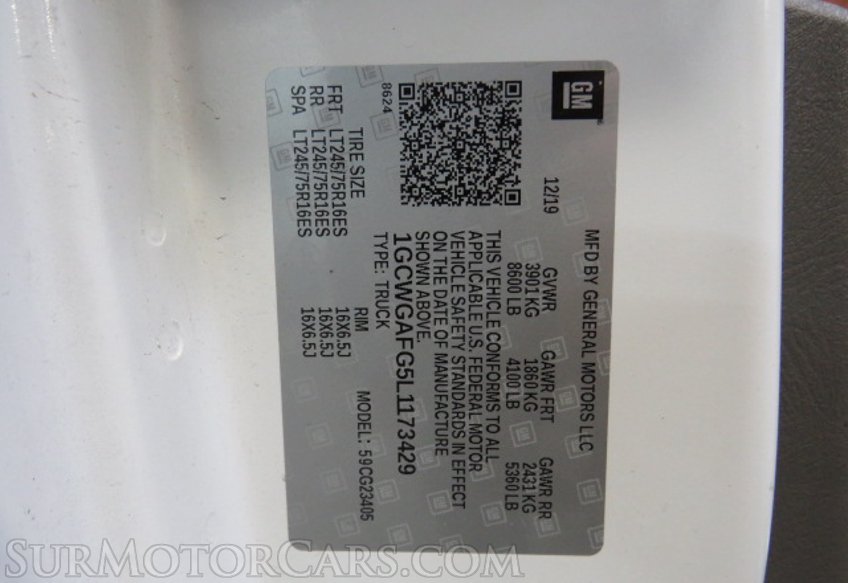 GM
MFD BY GENERAL MOTORS LLC
12/19 GVWR GAWR FRT GAWR RR
3901 KG 1860 KG 2431 KG
8600 LB 4100 LB 5360 LB
THIS VEHICLE CONFORMS TO ALL
APPLICABLE U.S. FEDERAL MOTOR
VEHICLE SAFETY STANDARDS IN EFFECT
ON THE DATE OF MANUFACTURE
SHOWN ABOVE.
1GCWGAFG5L1173429
TYPE: TRUCK
8624
MODEL: 59CG23405
TIRE SIZE RIM
FRT LT245/75R16ES 16X6.5J
RR LT245/75R16ES 16X6.5J
SPA LT245/75R16ES 16X6.5J
SURMOTORCARS.COM